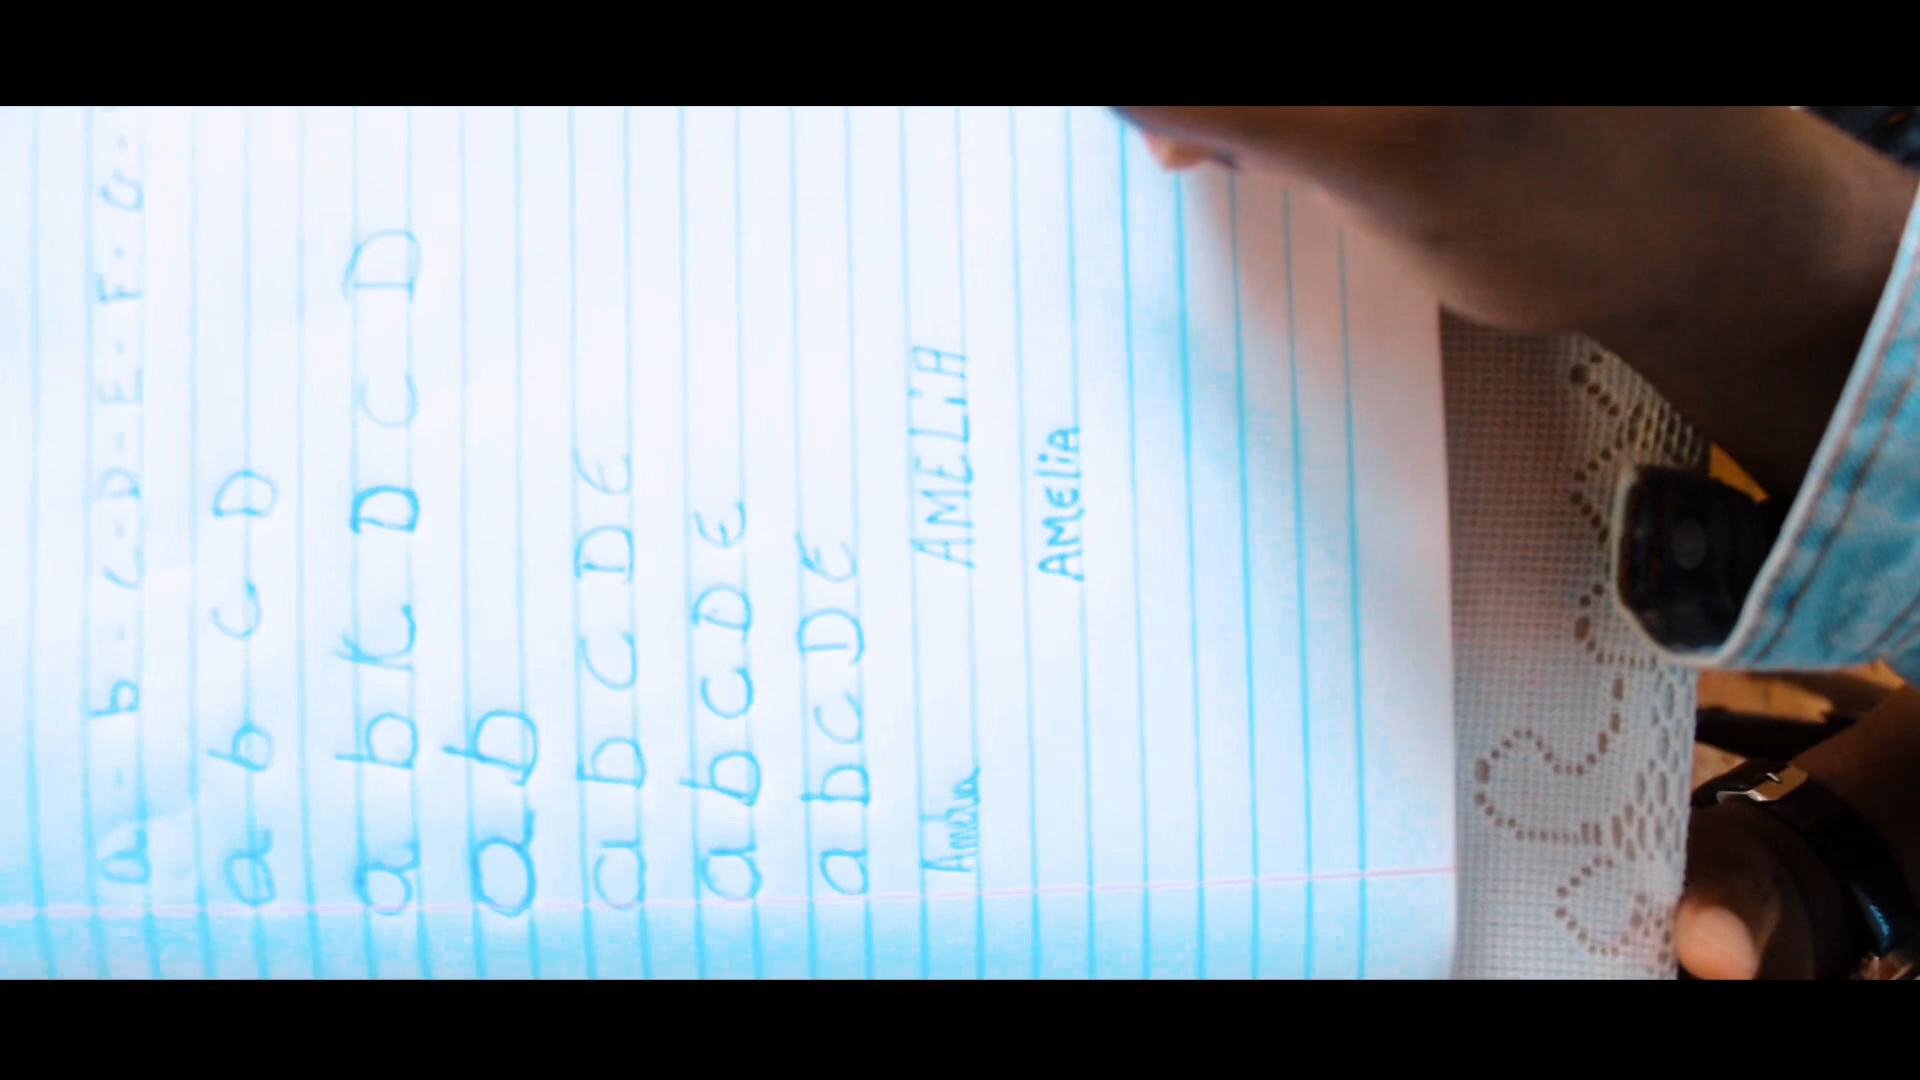 a-b-C-D-E-F-G-
a b C D
a b K D C D
a b
a b C D E
a b C D E
a b C D E
Amelia AMELiA
AMEliA